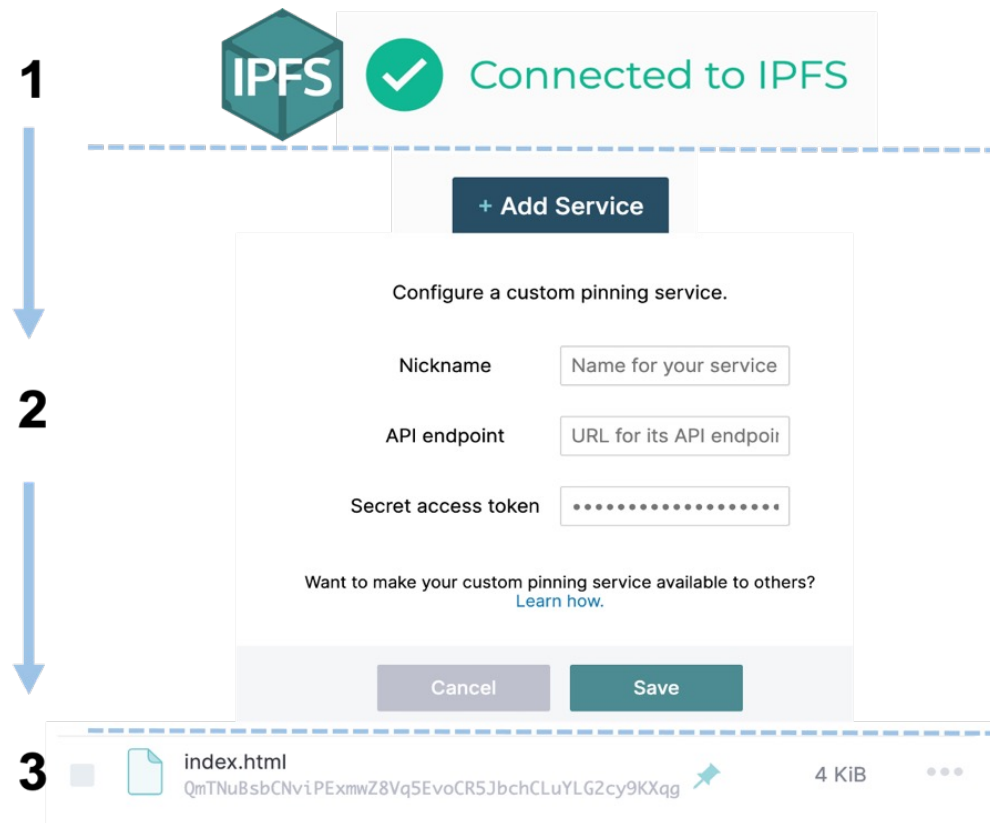 1
IPFS
Connected to IPFS
+ Add Service
Configure a custom pinning service.
Nickname
Name for your service
2
API endpoint
URL for its API endpoin
Secret access token
•••••••••••••••••••
Want to make your custom pinning service available to others?
Learn how.
Cancel
Save
3
index.html
QmTNuBsbCNviPExmwZ8Vq5EvoCR5JbchCLuYLG2cy9KXqg
4 KiB